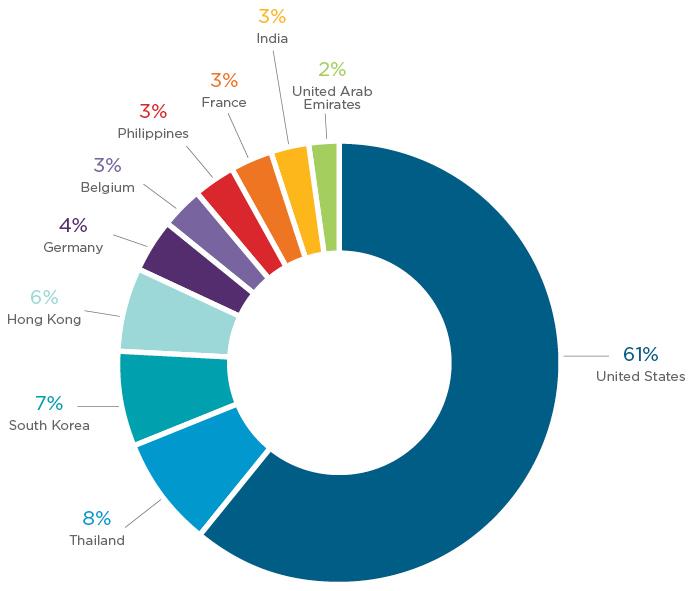 3%
India
2%
United Arab
Emirates
3%
France
3%
Philippines
3%
Belgium
4%
Germany
6%
Hong Kong
7%
South Korea
8%
Thailand
61%
United States